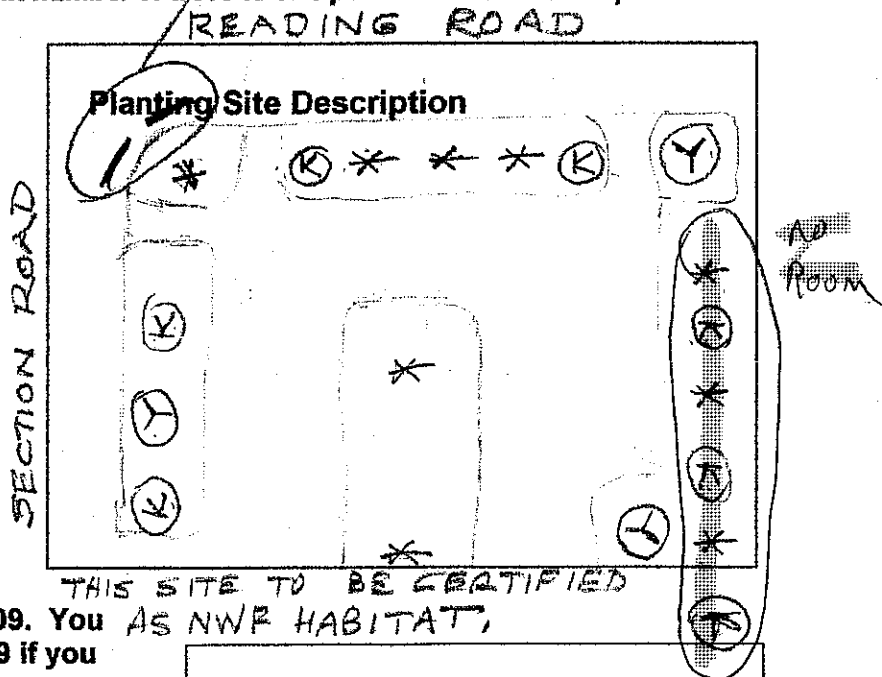 READING ROAD
Planting Site Description
* K * * * K Y
SECTION ROAD
NO
ROOM
*
K
K
*
Y
*
K
K
*
Y
*
K
THIS SITE TO BE CERTIFIED
09. You AS NWF HABITAT,
9 if you